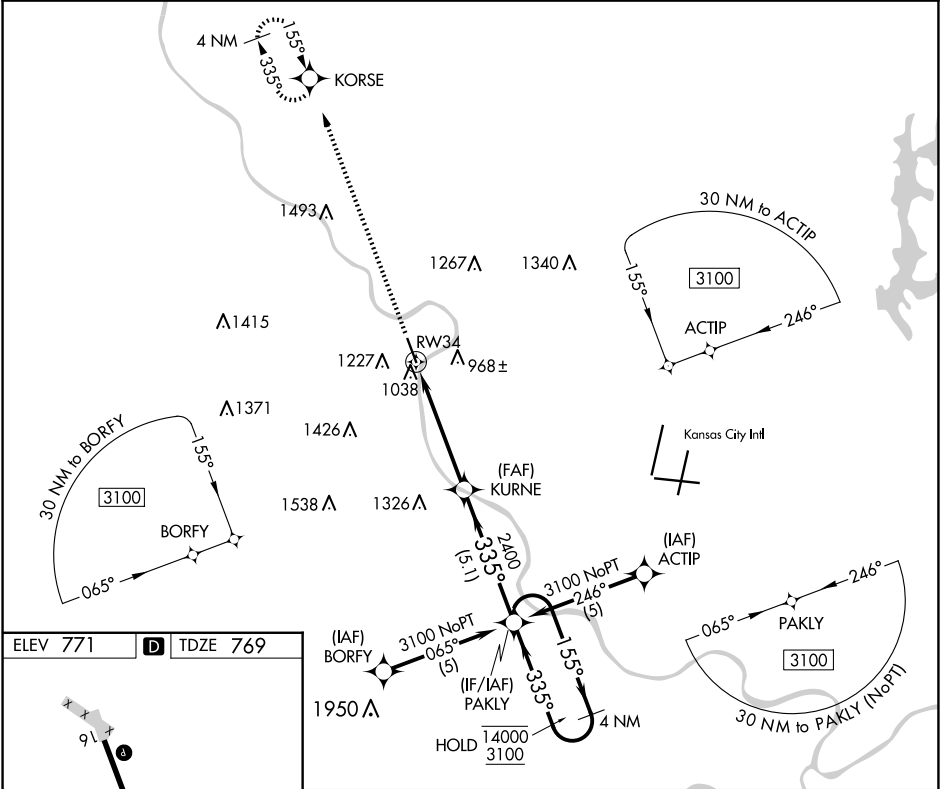 4 NM
155°
335°
KORSE
1493
1267
1340
30 NM to ACTIP
3100
155°
246°
ACTIP
1415
RW34
1227
968±
1038
1371
1426
Kansas City Intl
30 NM to BORFY
155°
3100
BORFY
065°
(FAF)
KURNE
1538
1326
2400
335°
(5.1)
(IAF)
ACTIP
3100 NoPT
246°
(5)
(IAF)
BORFY
3100 NoPT
065°
(5)
(IF/IAF)
PAKLY
155°
335°
4 NM
HOLD
14000
3100
1950
065°
246°
PAKLY
3100
30 NM to PAKLY (NoPT)
ELEV 771
D
TDZE 769
X X X
16
P